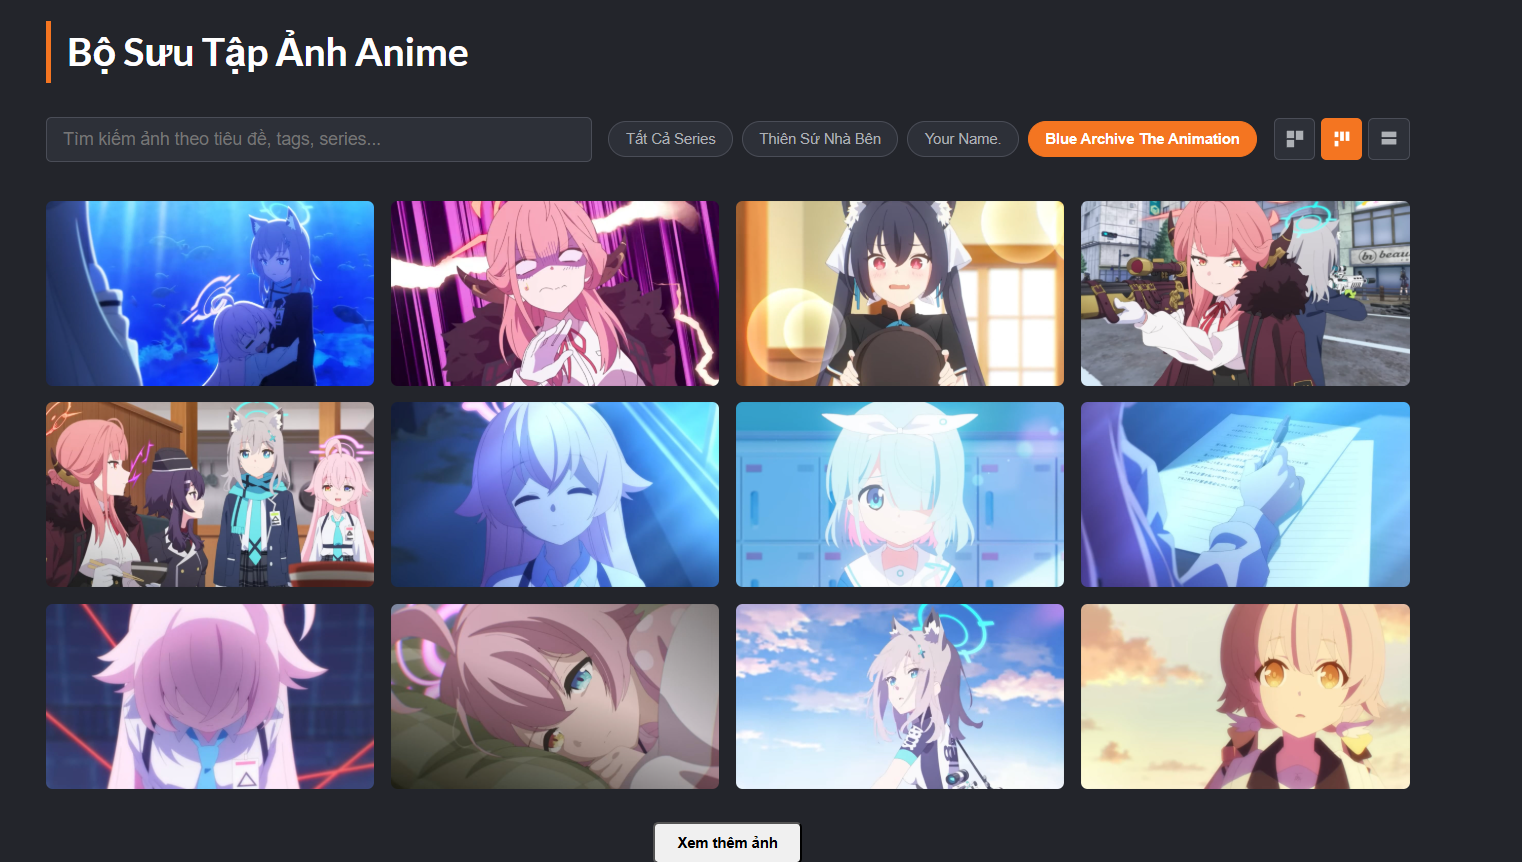 Bộ Sưu Tập Ảnh Anime
Tìm kiếm ảnh theo tiêu đề, tags, series...
Tất Cả Series
Thiên Sứ Nhà Bên
Your Name.
Blue Archive The Animation
Xem thêm ảnh